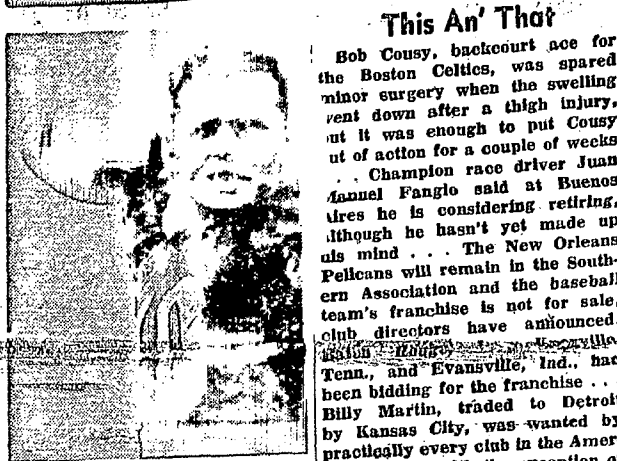 This An' That
Bob Cousy, backcourt ace for
the Boston Celtics, was spared
minor surgery when the swelling
went down after a thigh injury,
but it was enough to put Cousy
out of action for a couple of weeks
. . . Champion race driver Juan
Manuel Fangio said at Buenos
Aires he is considering retiring,
although he hasn't yet made up
his mind . . . The New Orleans
Pelicans will remain in the South-
ern Association and the baseball
team's franchise is not for sale,
club directors have announced.
Tenn., and Evansville, Ind., had
been bidding for the franchise . . .
Billy Martin, traded to Detroit
by Kansas City, was wanted by
practically every club in the Amer